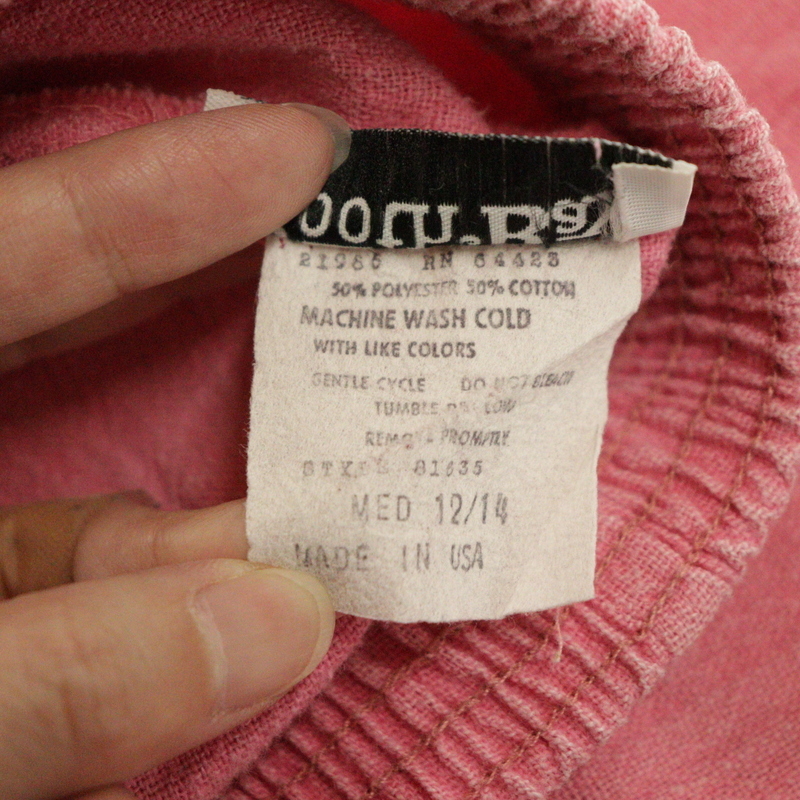 21985 RN 64423
50% POLYESTER 50% COTTON
MACHINE WASH COLD
WITH LIKE COLORS
GENTLE CYCLE DO NOT BLEACH
TUMBLE DRY LOW
REMOVE PROMPTLY
STYLE 81635
MED 12/14
MADE IN USA